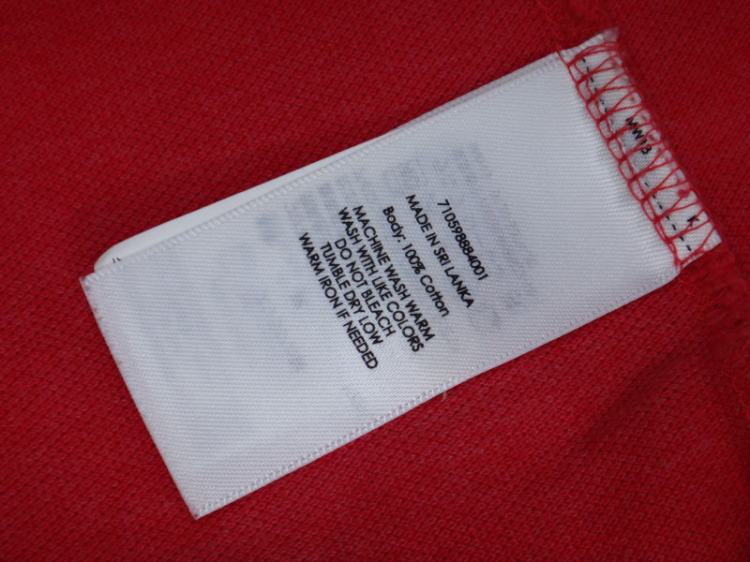 710598884001
MADE IN SRI LANKA
Body: 100% Cotton
MACHINE WASH WARM
WASH WITH LIKE COLORS
DO NOT BLEACH
TUMBLE DRY LOW
WARM IRON IF NEEDED
MW13
K